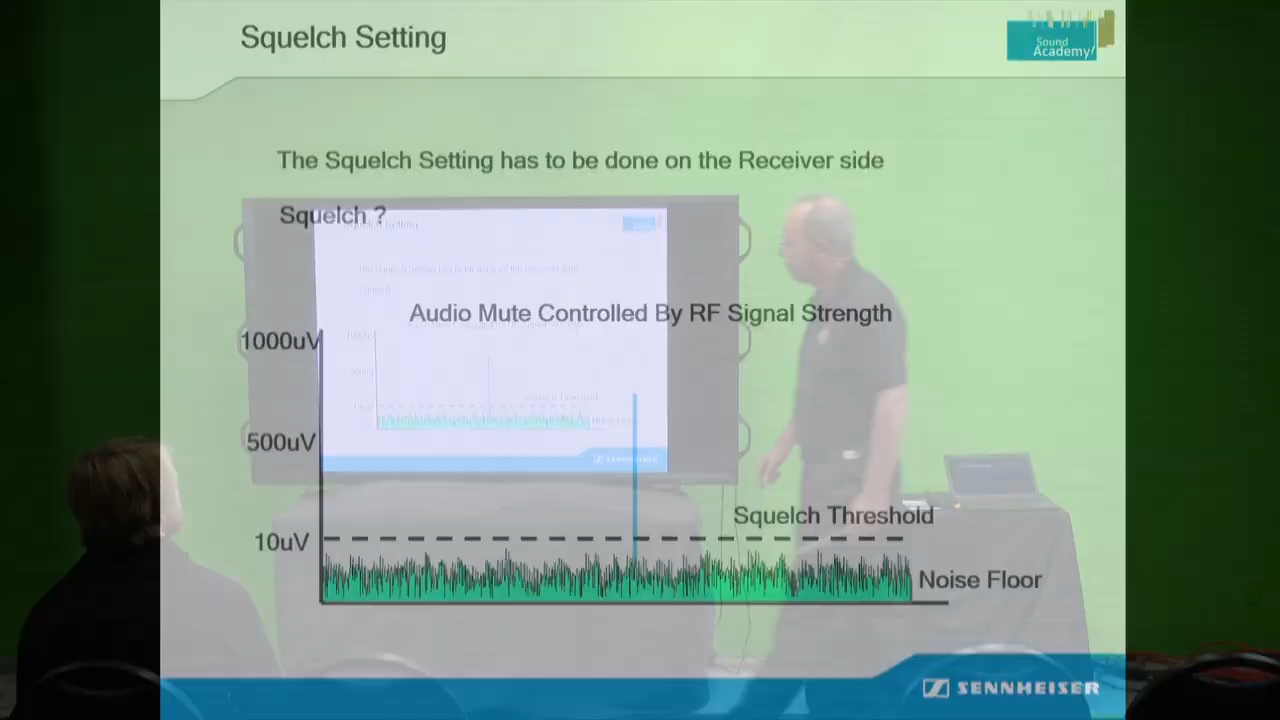 Squelch Setting
Sound
Academy!
The Squelch Setting has to be done on the Receiver side
Squelch ?
Audio Mute Controlled By RF Signal Strength
1000uV
500uV
Squelch Threshold
10uV
Noise Floor
SENNHEISER